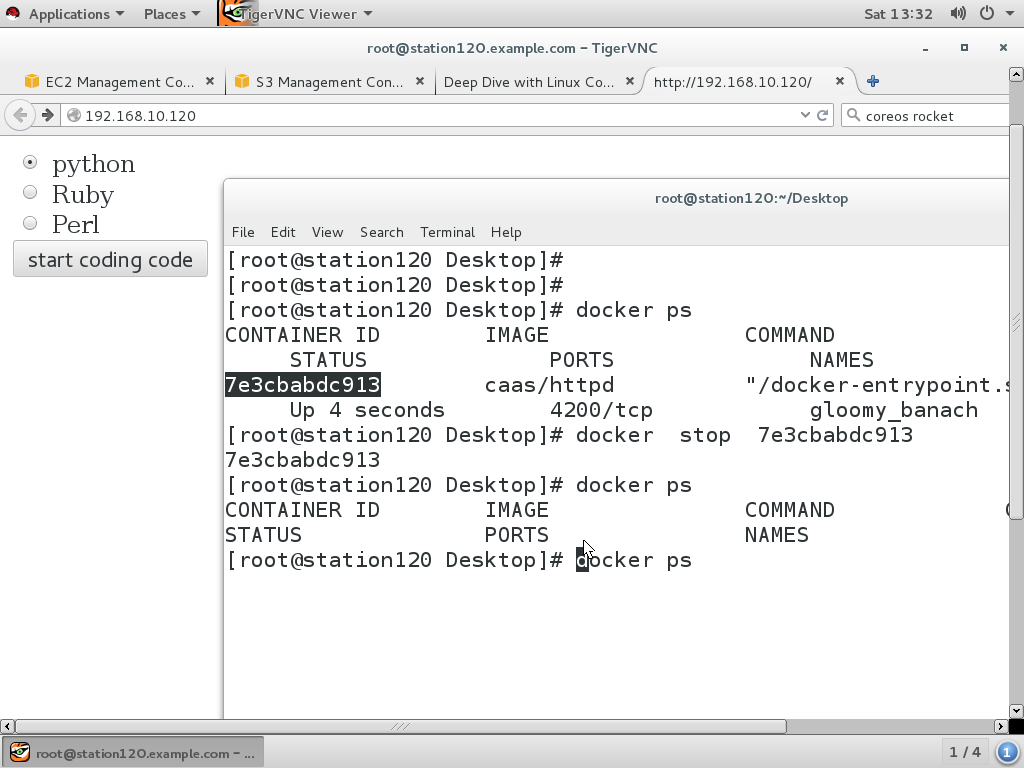 Applications Places TigerVNC Viewer Sat 13:32
root@station120.example.com – TigerVNC
EC2 Management Co... S3 Management Con... Deep Dive with Linux Co... http://192.168.10.120/
192.168.10.120 coreos rocket
python
Ruby
Perl
start coding code
root@station120:~/Desktop
File Edit View Search Terminal Help
[root@station120 Desktop]#
[root@station120 Desktop]#
[root@station120 Desktop]# docker ps
CONTAINER ID IMAGE COMMAND
STATUS PORTS NAMES
7e3cbabdc913 caas/httpd "/docker-entrypoint.s
Up 4 seconds 4200/tcp gloomy_banach
[root@station120 Desktop]# docker  stop  7e3cbabdc913
7e3cbabdc913
[root@station120 Desktop]# docker ps
CONTAINER ID IMAGE COMMAND
STATUS PORTS NAMES
[root@station120 Desktop]# docker ps
root@station120.example.com – ... 1 / 4 1